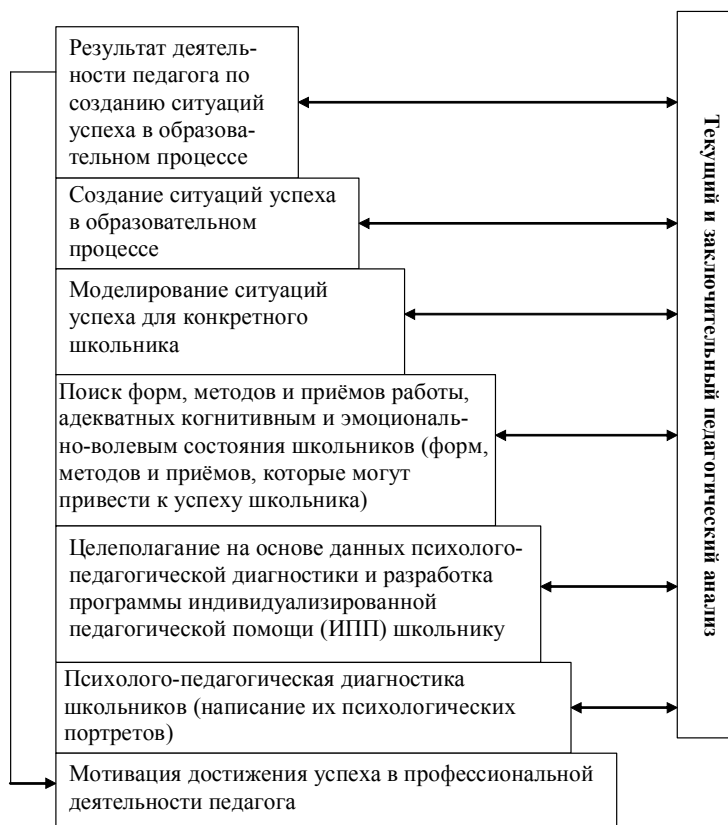 Результат деятель-
ности педагога по
созданию ситуаций
успеха в образова-
тельном процессе
Создание ситуаций успеха
в образовательном
процессе
Моделирование ситуаций
успеха для конкретного
школьника
Поиск форм, методов и приёмов работы,
адекватных когнитивным и эмоциональ-
но-волевым состояния школьников (форм,
методов и приёмов, которые могут
привести к успеху школьника)
Целеполагание на основе данных психолого-
педагогической диагностики и разработка
программы индивидуализированной
педагогической помощи (ИПП) школьнику
Психолого-педагогическая диагностика
школьников (написание их психологических
портретов)
Мотивация достижения успеха в профессиональной
деятельности педагога
Текущий и заключительный педагогический анализ